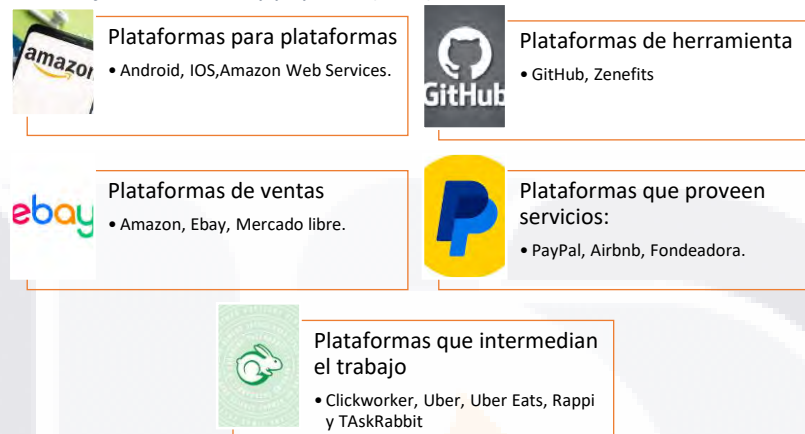 amazon
Plataformas para plataformas
• Android, IOS,Amazon Web Services.
GitHub
Plataformas de herramienta
• GitHub, Zenefits
ebay
Plataformas de ventas
• Amazon, Ebay, Mercado libre.
Plataformas que proveen
servicios:
• PayPal, Airbnb, Fondeadora.
Plataformas que intermedian
el trabajo
• Clickworker, Uber, Uber Eats, Rappi
y TAskRabbit